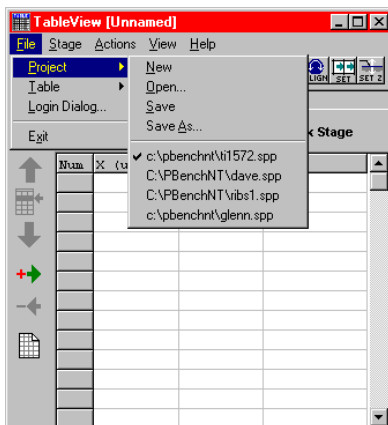 TableView [Unnamed]
File Stage Actions View Help
Project
Table
Login Dialog...
Exit
New
Open...
Save
Save As...
c:\pbenchnt\ti1572.spp
C:\PBenchNT\dave.spp
C:\PBenchNT\ribs1.spp
c:\pbenchnt\glenn.spp
LIGN SET SET Z
Stage
Num X (u